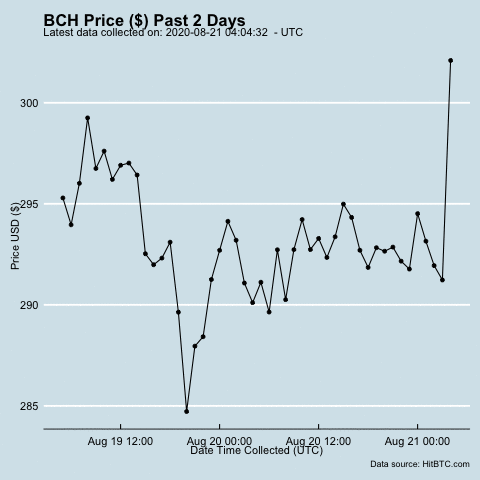 BCH Price ($) Past 2 Days
Latest data collected on: 2020-08-21 04:04:32 - UTC
Price USD ($)
300
295
290
285
Aug 19 12:00 Aug 20 00:00 Aug 20 12:00 Aug 21 00:00
Date Time Collected (UTC)
Data source: HitBTC.com